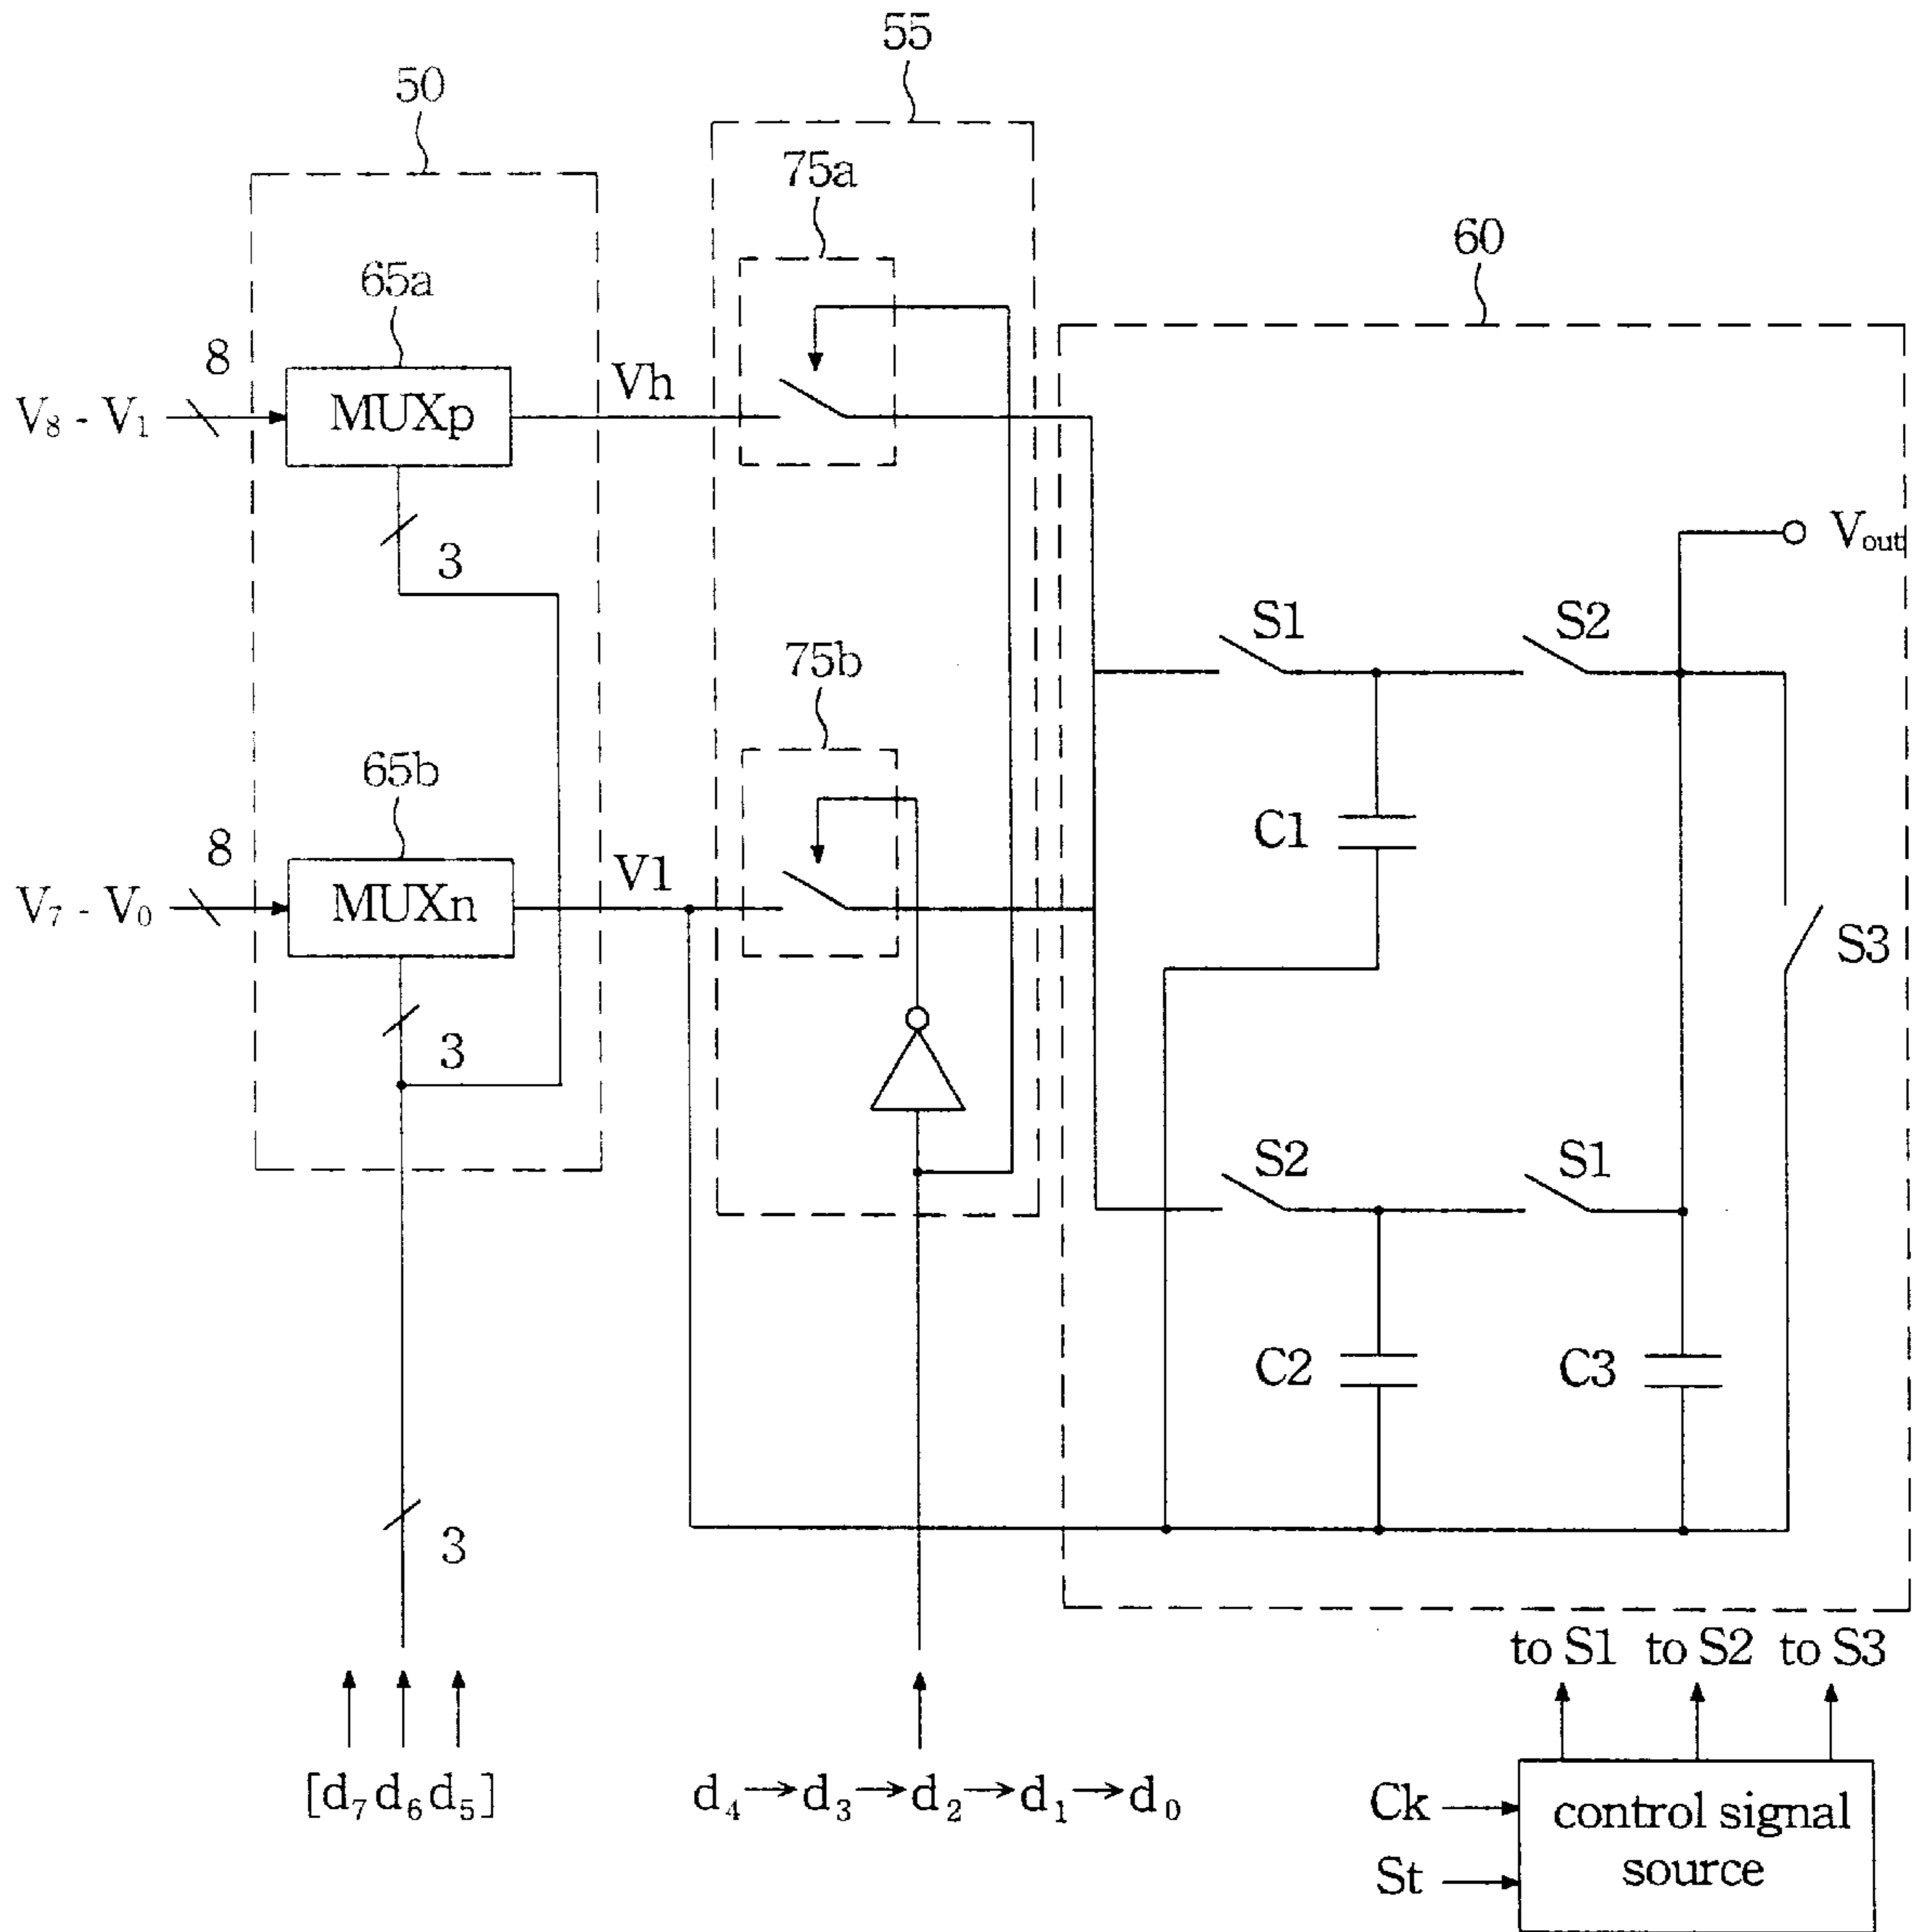 55
50
75a
60
65a
8
Vh
V₈ - V₁
MUXp
3
Vout
S1
S2
75b
65b
8
V1
C1
V₇ - V₀
MUXn
S3
3
S2
S1
C2
C3
3
to S1 to S2 to S3
[d₇ d₆ d₅]
d₄→d₃→d₂→d₁→d₀
Ck
control signal
source
St